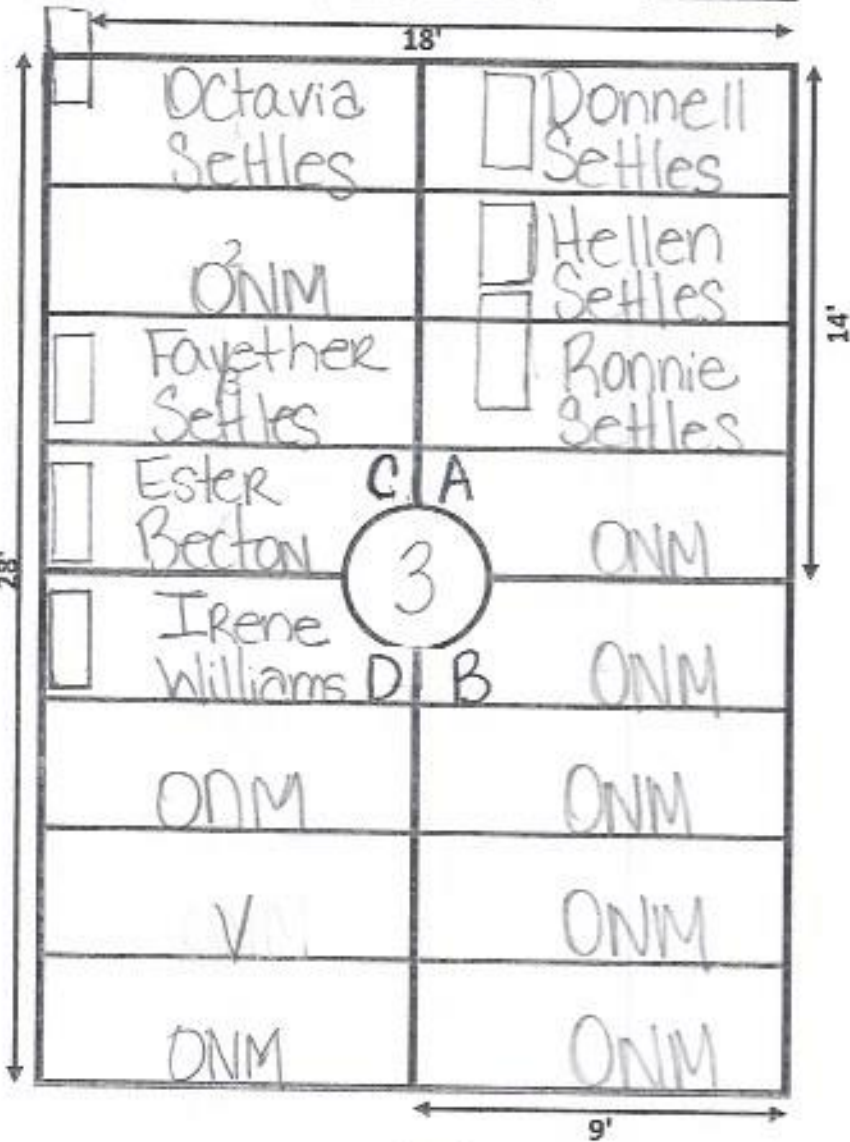 18'
Octavia
Settles
Donnell
Settles
2
ONM
Hellen
Settles
14'
Fayether
Settles
Ronnie
Settles
Ester
Becton
C A
ONM
28'
3
Irene
Williams
D B
ONM
ONM
ONM
V
ONM
ONM
ONM
9'